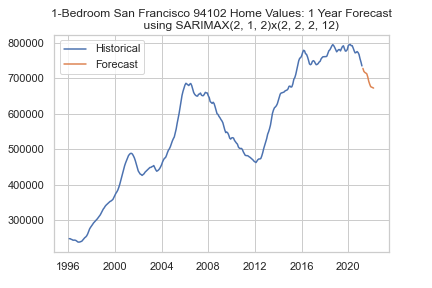 1-Bedroom San Francisco 94102 Home Values: 1 Year Forecast
using SARIMAX(2, 1, 2)x(2, 2, 2, 12)
Historical
Forecast
800000
700000
600000
500000
400000
300000
1996 2000 2004 2008 2012 2016 2020